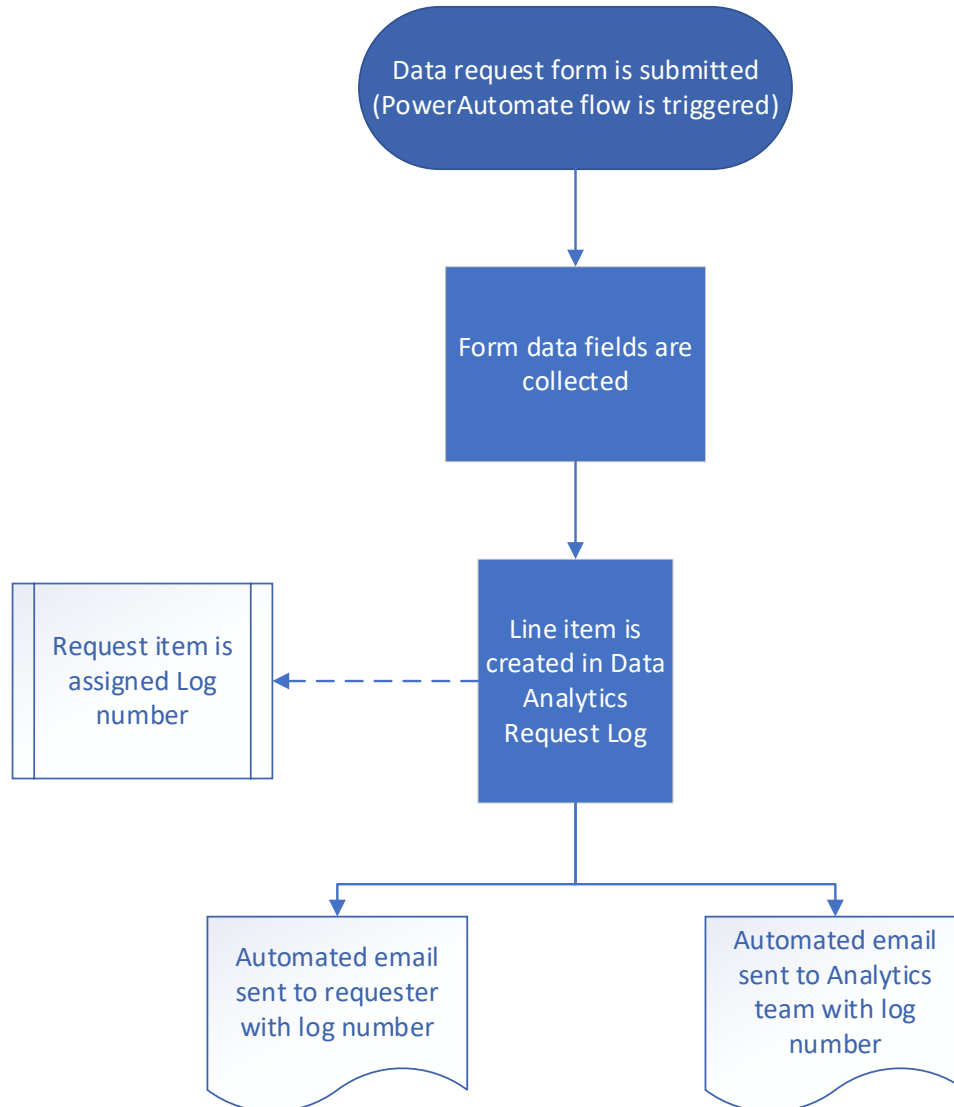 Data request form is submitted
(PowerAutomate flow is triggered)
Form data fields are
collected
Line item is
created in Data
Analytics
Request Log
Request item is
assigned Log
number
Automated email
sent to requester
with log number
Automated email
sent to Analytics
team with log
number